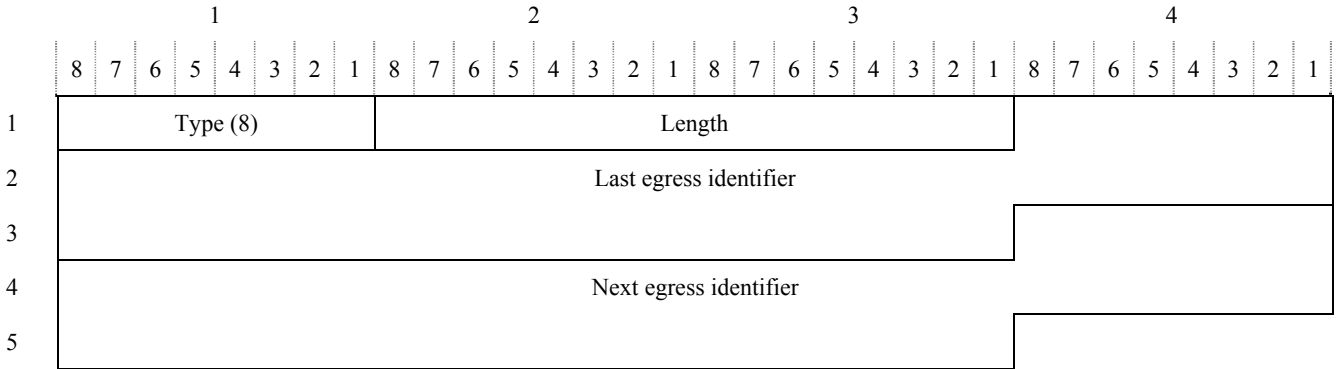 1 2 3 4
8 7 6 5 4 3 2 1 8 7 6 5 4 3 2 1 8 7 6 5 4 3 2 1 8 7 6 5 4 3 2 1
1 Type (8) Length
2 Last egress identifier
3
4 Next egress identifier
5